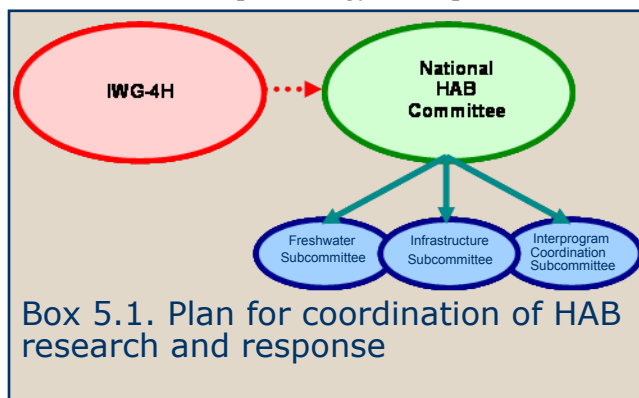 IWG-4H
National
HAB
Committee
Freshwater
Subcommittee
Infrastructure
Subcommittee
Interprogram
Coordination
Subcommittee
Box 5.1. Plan for coordination of HAB
research and response